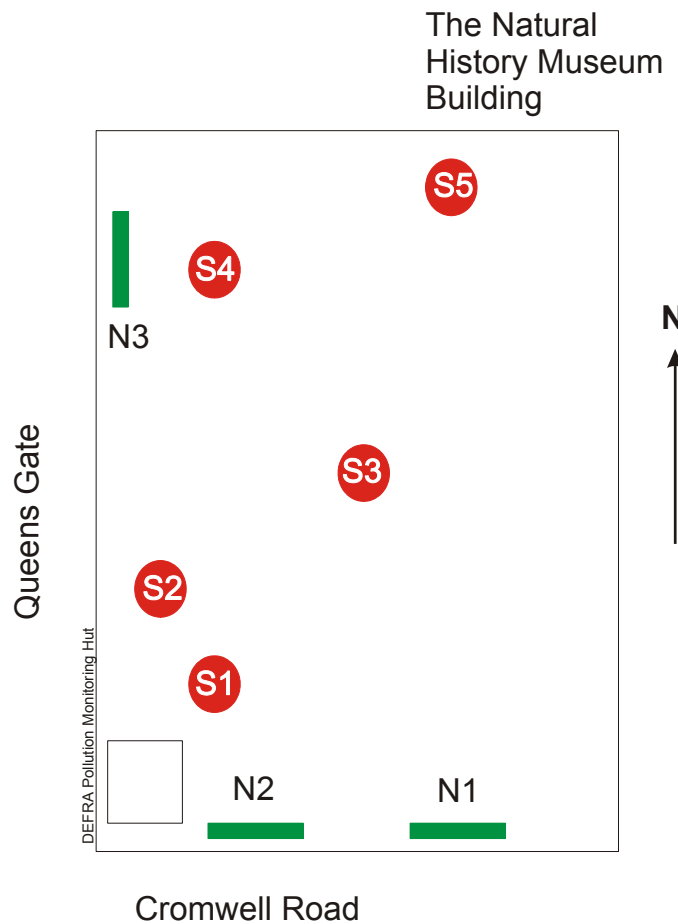 The Natural
History Museum
Building
S5
S4
N3
N
S3
Queens Gate
S2
DEFRA Pollution Monitoring Hut
S1
N2
N1
Cromwell Road